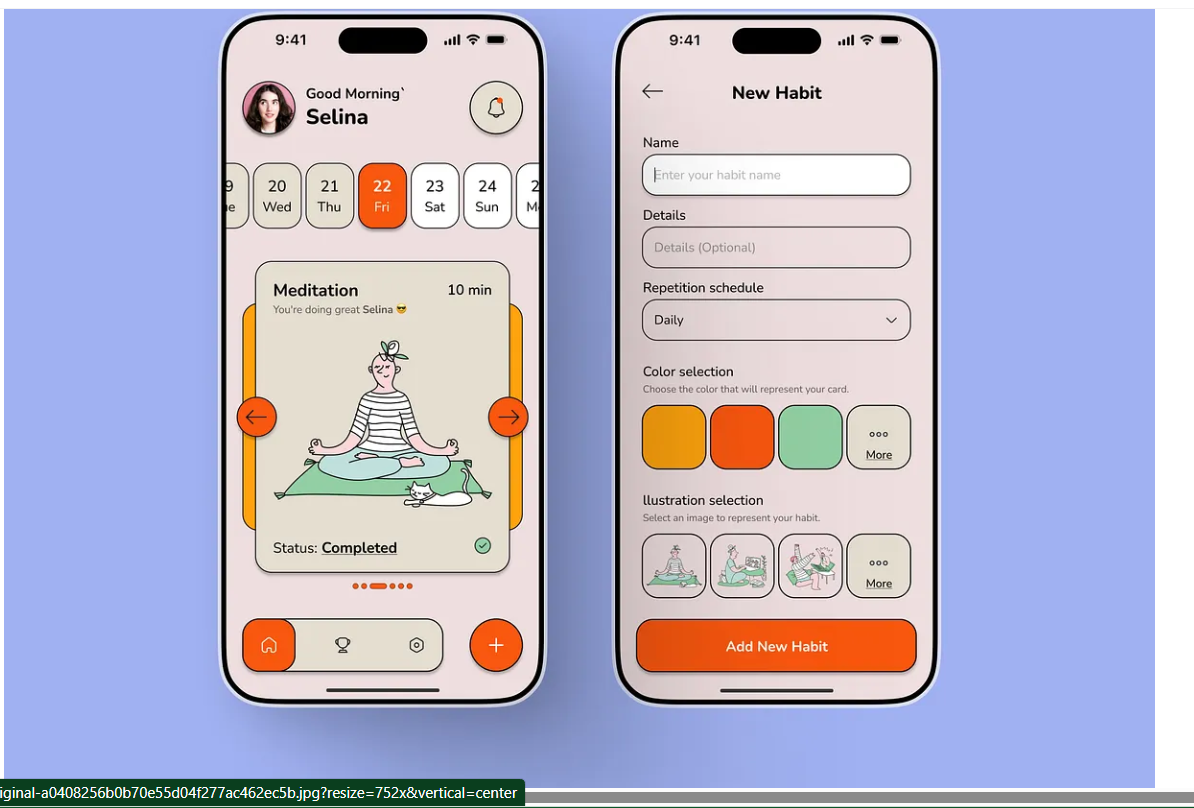 9:41
Good Morning`
Selina
9 20 21 22 23 24 2
ue Wed Thu Fri Sat Sun M
Meditation 10 min
You're doing great Selina 😎
Status: Completed
9:41
New Habit
Name
Enter your habit name
Details
Details (Optional)
Repetition schedule
Daily
Color selection
Choose the color that will represent your card.
More
llustration selection
Select an image to represent your habit.
More
Add New Habit
iginal-a0408256b0b70e55d04f277ac462ec5b.jpg?resize=752x&vertical=center